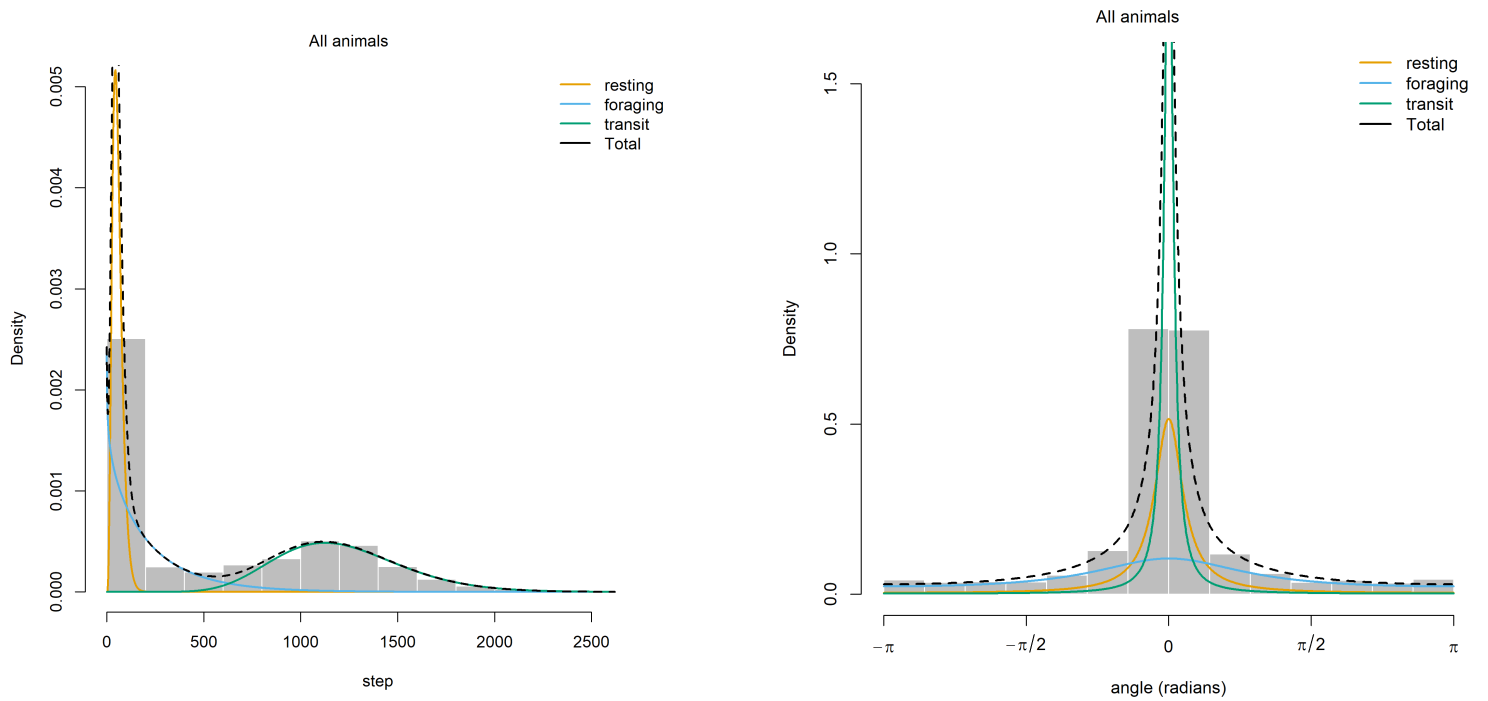 All animals
resting
foraging
transit
Total
Density
0.005
0.004
0.003
0.002
0.001
0.000
0 500 1000 1500 2000 2500
step
All animals
resting
foraging
transit
Total
Density
1.5
1.0
0.5
0.0
−π −π/2 0 π/2 π
angle (radians)